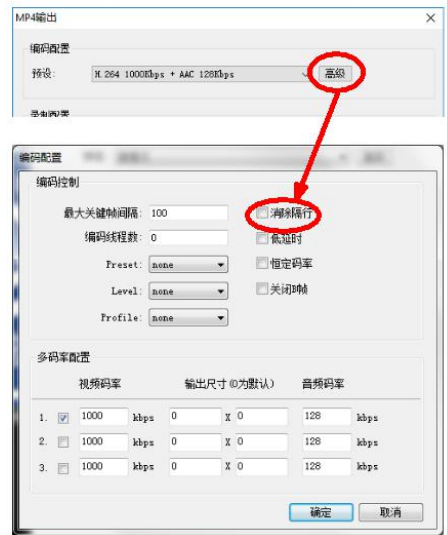 MP4输出
编码配置
预设: H.264 1000Kbps + AAC 128Kbps 高级
录制配置
编码配置
编码控制
最大关键帧间隔: 100 消除隔行
编码线程数: 0 低延时
Preset: none 恒定码率
Level: none 关闭B帧
Profile: none
多码率配置
视频码率 输出尺寸(0为默认) 音频码率
1. 1000 kbps 0 X 0 128 kbps
2. 1000 kbps 0 X 0 128 kbps
3. 1000 kbps 0 X 0 128 kbps
确定 取消